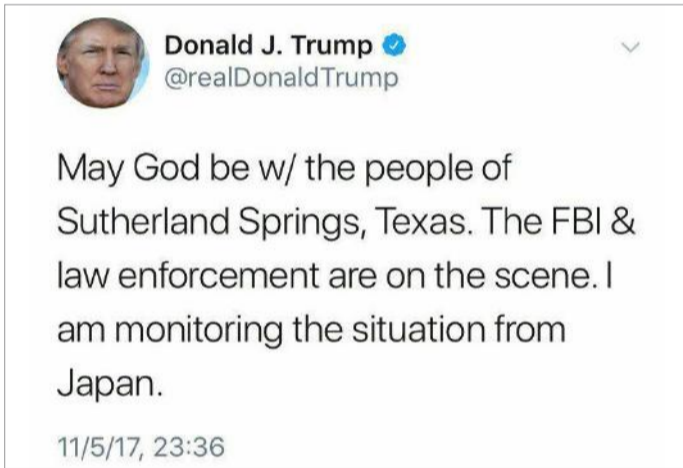 Donald J. Trump
@realDonaldTrump
May God be w/ the people of
Sutherland Springs, Texas. The FBI &
law enforcement are on the scene. I
am monitoring the situation from
Japan.
11/5/17, 23:36